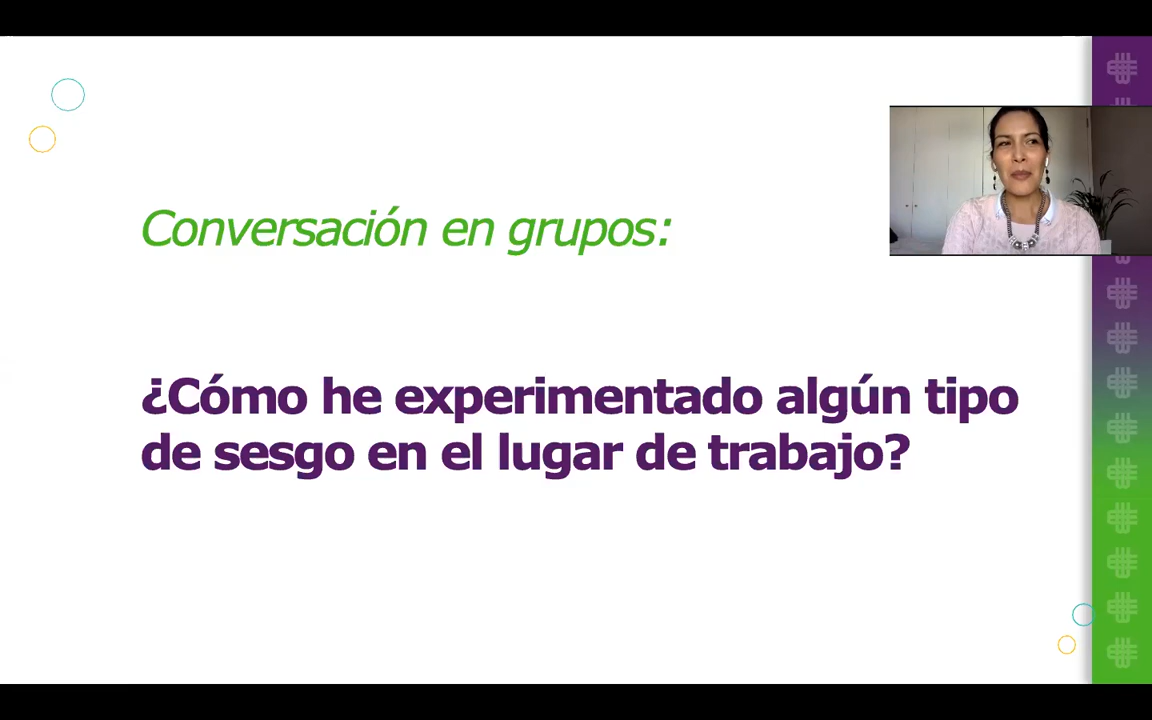 Conversación en grupos:
¿Cómo he experimentado algún tipo
de sesgo en el lugar de trabajo?